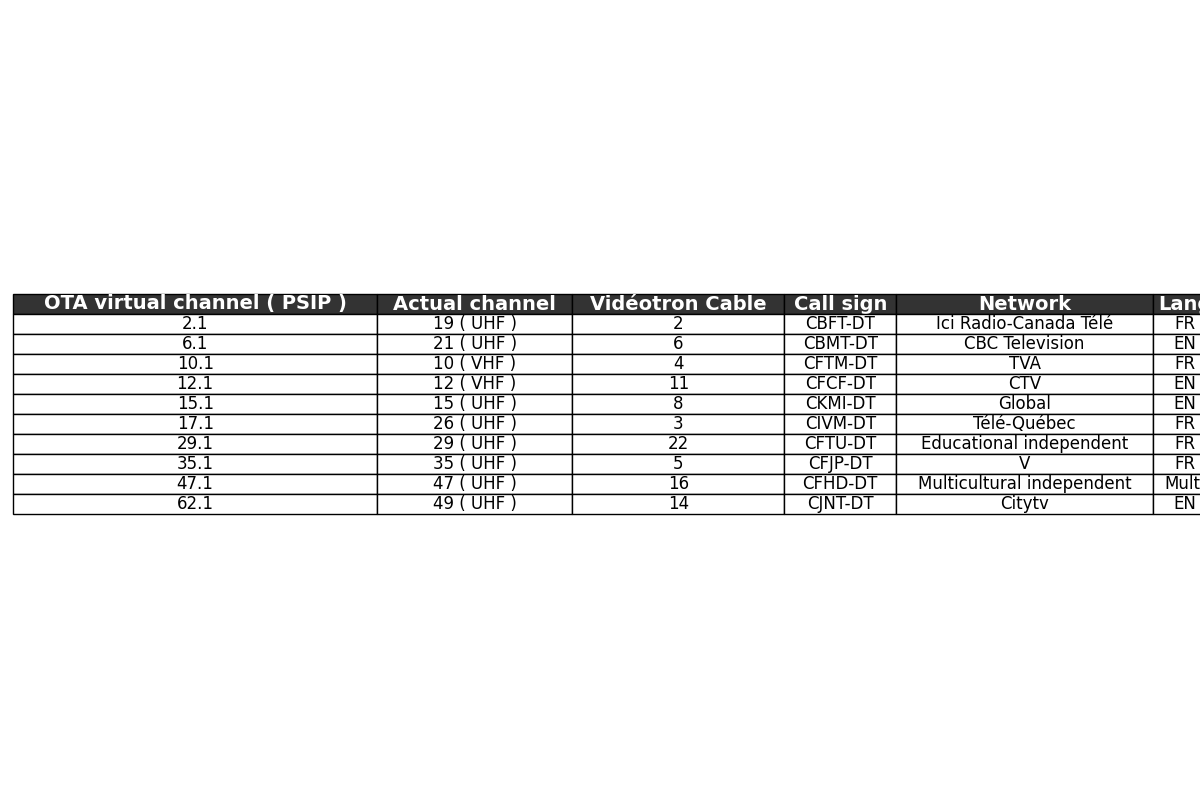 OTA virtual channel ( PSIP ) Actual channel Vidéotron Cable Call sign Network
2.1 19 ( UHF ) 2 CBFT-DT Ici Radio-Canada Télé FR
6.1 21 ( UHF ) 6 CBMT-DT CBC Television EN
10.1 10 ( VHF ) 4 CFTM-DT TVA FR
12.1 12 ( VHF ) 11 CFCF-DT CTV EN
15.1 15 ( UHF ) 8 CKMI-DT Global EN
17.1 26 ( UHF ) 3 CIVM-DT Télé-Québec FR
29.1 29 ( UHF ) 22 CFTU-DT Educational independent FR
35.1 35 ( UHF ) 5 CFJP-DT V FR
47.1 47 ( UHF ) 16 CFHD-DT Multicultural independent Mult
62.1 49 ( UHF ) 14 CJNT-DT Citytv EN